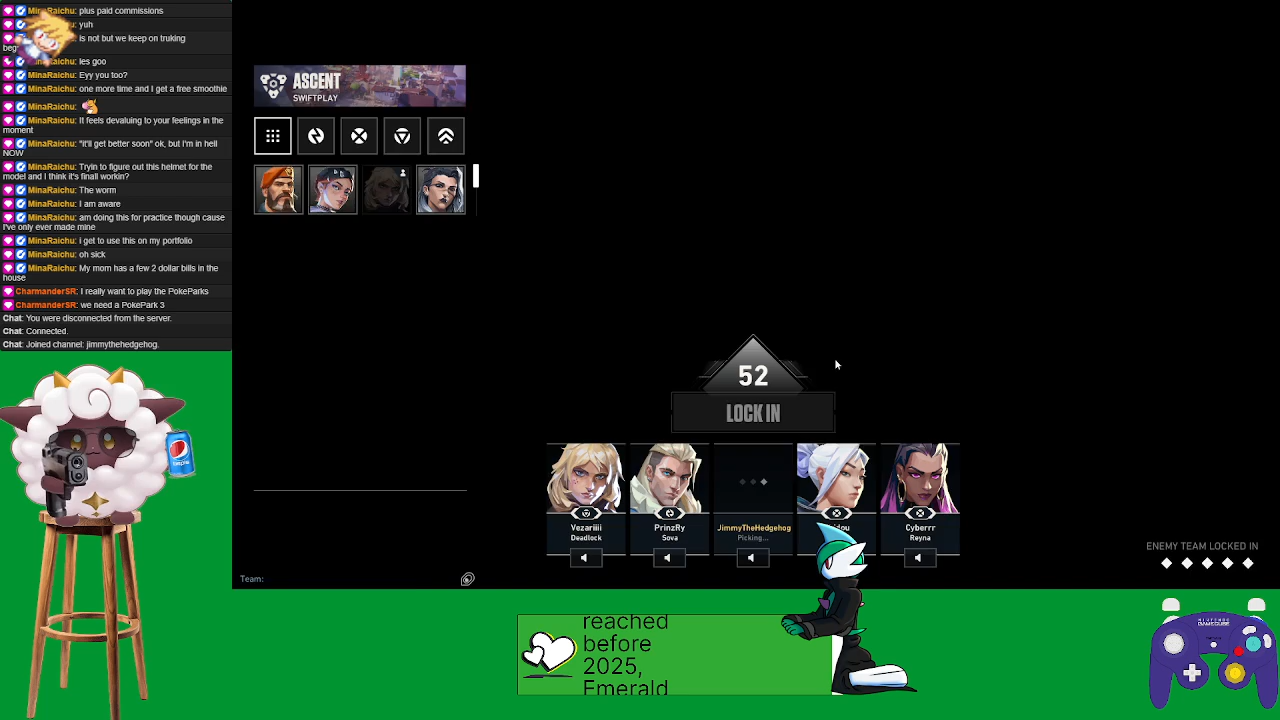 MinaRaichu: plus paid commissions
MinaRaichu: yuh
is not but we keep on truking
MinaRaichu: les goo
MinaRaichu: Eyy you too?
MinaRaichu: one more time and I get a free smoothie
MinaRaichu:
MinaRaichu: It feels devaluing to your feelings in the
moment
MinaRaichu: "it'll get better soon" ok, but I'm in hell
NOW
MinaRaichu: Tryin to figure out this helmet for the
model and I think it's finall workin?
MinaRaichu: The worm
MinaRaichu: I am aware
MinaRaichu: am doing this for practice though cause
I've only ever made mine
MinaRaichu: I get to use this on my portfolio
MinaRaichu: oh sick
MinaRaichu: My mom has a few 2 dollar bills in the
house
CharmanderSR: I really want to play the PokeParks
CharmanderSR: we need a PokePark 3
Chat: You were disconnected from the server.
Chat: Connected.
Chat: Joined channel: jimmythehedgehog.
ASCENT
SWIFTPLAY
52
LOCK IN
Vezariiii
Deadlock
PrinzRy
Sova
JimmyTheHedgehog
Picking...
Cyberrr
Reyna
ENEMY TEAM LOCKED IN
Team:
reached
before
2025,
Emerald
NINTENDO
GAMECUBE